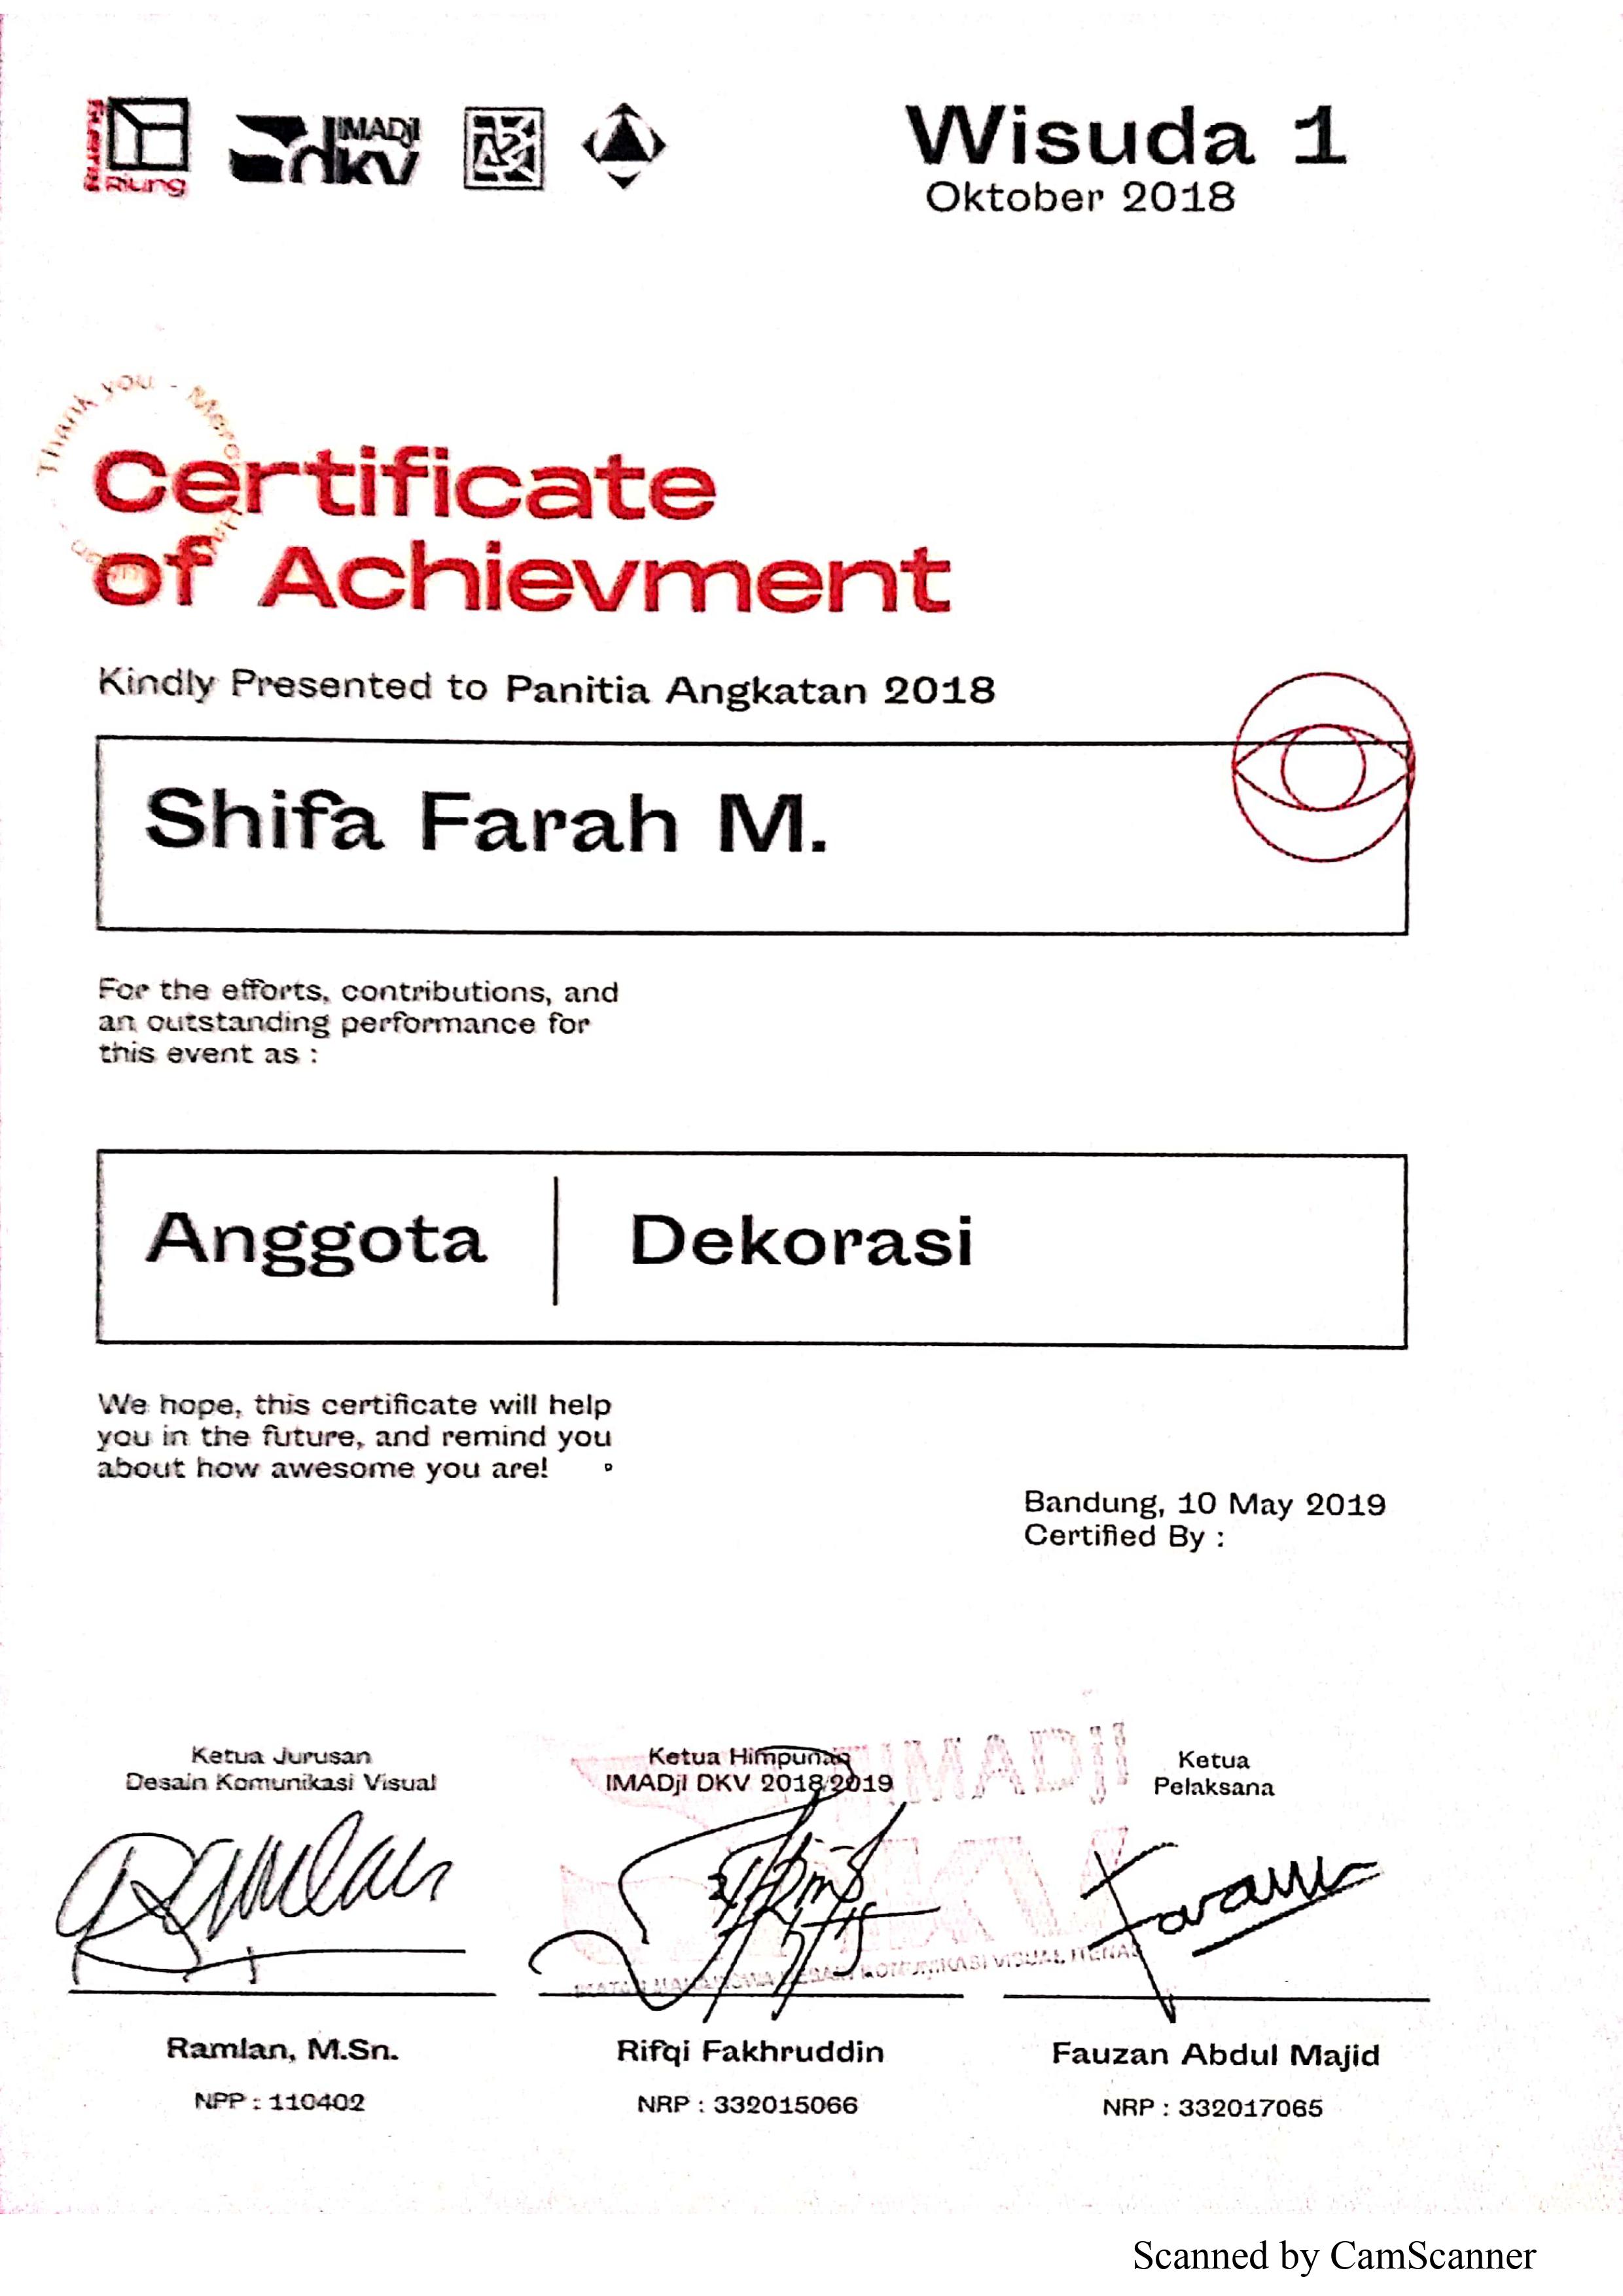 Ruang
Riung
IMADjI
dkv
Wisuda 1
Oktober 2018
Thank you -
Certificate
of Achievment
Kindly Presented to Panitia Angkatan 2018
Shifa Farah M.
For the efforts, contributions, and
an outstanding performance for
this event as :
Anggota | Dekorasi
We hope, this certificate will help
you in the future, and remind you
about how awesome you are!
Bandung, 10 May 2019
Certified By :
Ketua Jurusan
Desain Komunikasi Visual
Ketua Himpunan
IMADjI DKV 2018/2019
Ketua
Pelaksana
IMADjI
DKV
DESAIN KOMUNIKASI VISUAL ITENAS
Ramlan, M.Sn.
NPP : 110402
Rifqi Fakhruddin
NRP : 332015066
Fauzan Abdul Majid
NRP : 332017065
Scanned by CamScanner